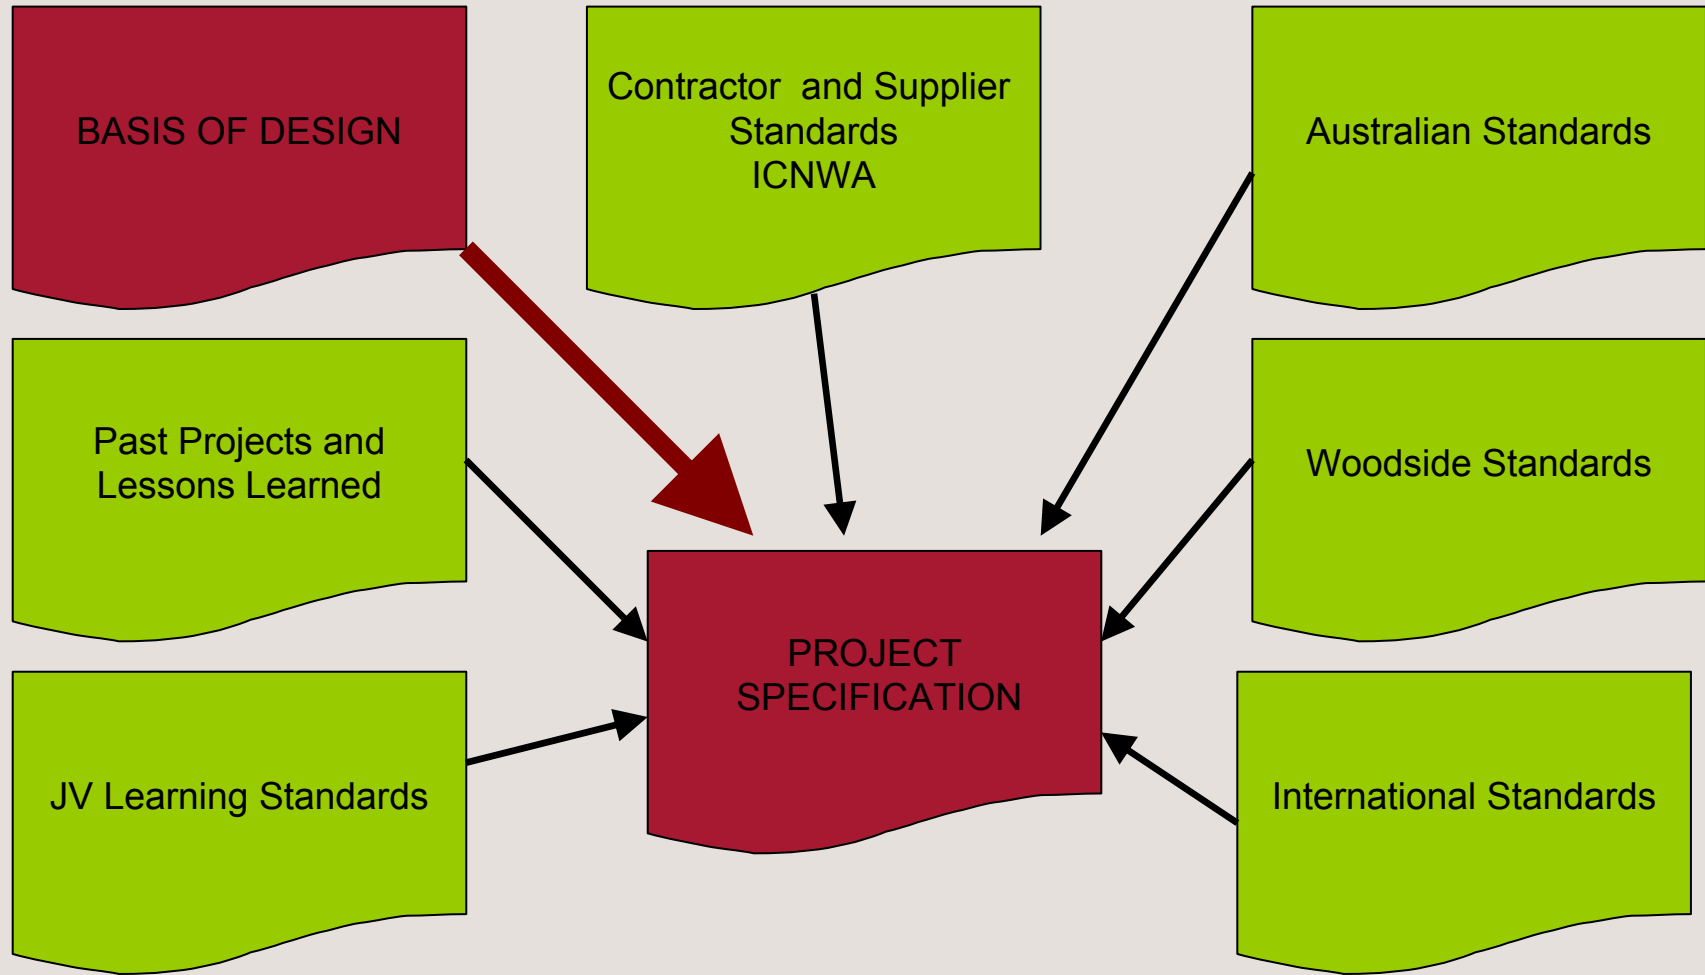 BASIS OF DESIGN
Contractor and Supplier
Standards
ICNWA
Australian Standards
Past Projects and
Lessons Learned
Woodside Standards
PROJECT
SPECIFICATION
JV Learning Standards
International Standards